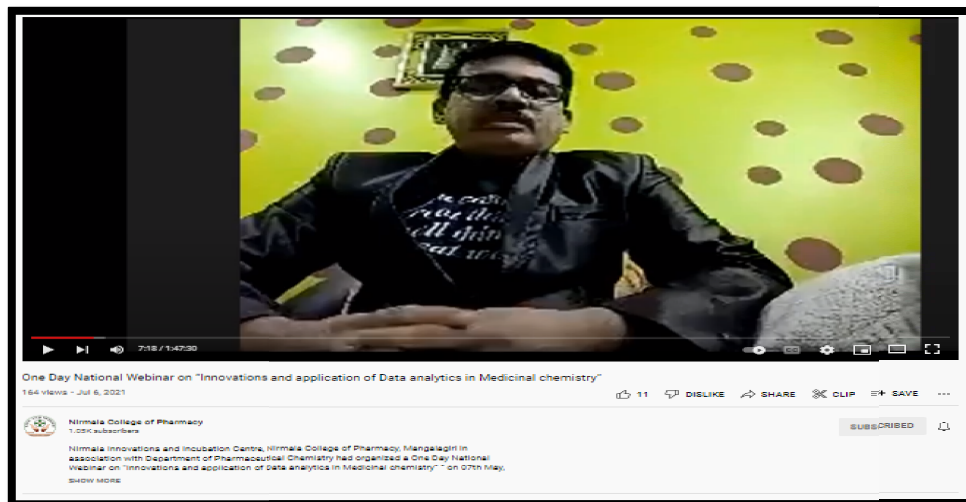 7:18 / 1:47:30
One Day National Webinar on "Innovations and application of Data analytics in Medicinal chemistry"
164 views - Jul 6, 2021
11 DISLIKE SHARE CLIP SAVE ...
Nirmala College of Pharmacy
1.05K subscribers
SUBSCRIBED
Nirmala Innovations and Incubation Centre, Nirmala College of Pharmacy, Mangalagiri in
association with Department of Pharmaceutical Chemistry had organized a One Day National
Webinar on "Innovations and application of Data analytics in Medicinal chemistry" " on 07th May,
SHOW MORE